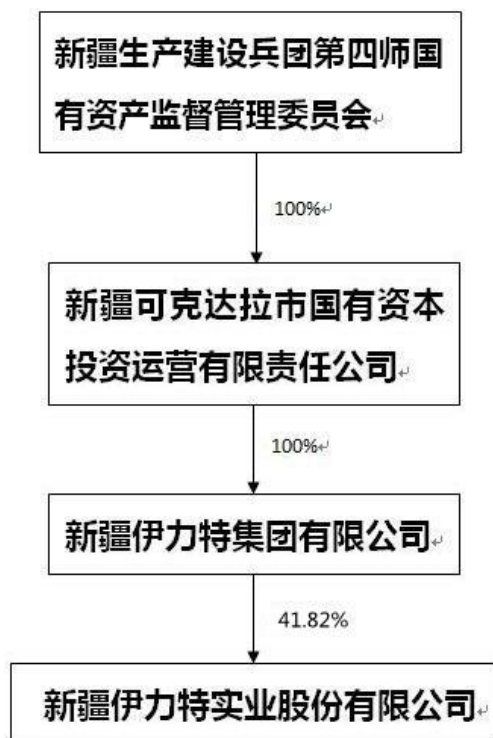 新疆生产建设兵团第四师国
有资产监督管理委员会↵
100%↵
新疆可克达拉市国有资本
投资运营有限责任公司↵
100%↵
新疆伊力特集团有限公司↵
41.82%
新疆伊力特实业股份有限公司↵